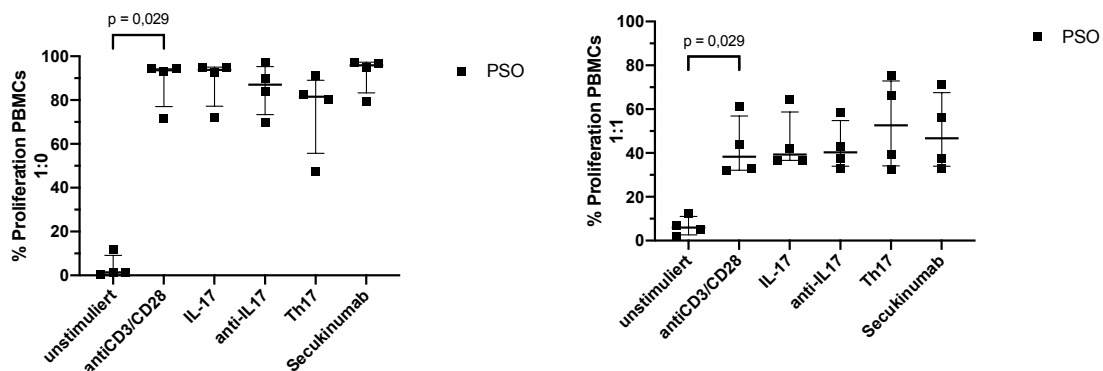 p = 0,029
% Proliferation PBMCs
1:0
100
80
60
40
20
0
unstimuliert
antiCD3/CD28
IL-17
anti-IL17
Th17
Secukinumab
PSO
p = 0,029
% Proliferation PBMCs
1:1
100
80
60
40
20
0
unstimuliert
antiCD3/CD28
IL-17
anti-IL17
Th17
Secukinumab
PSO